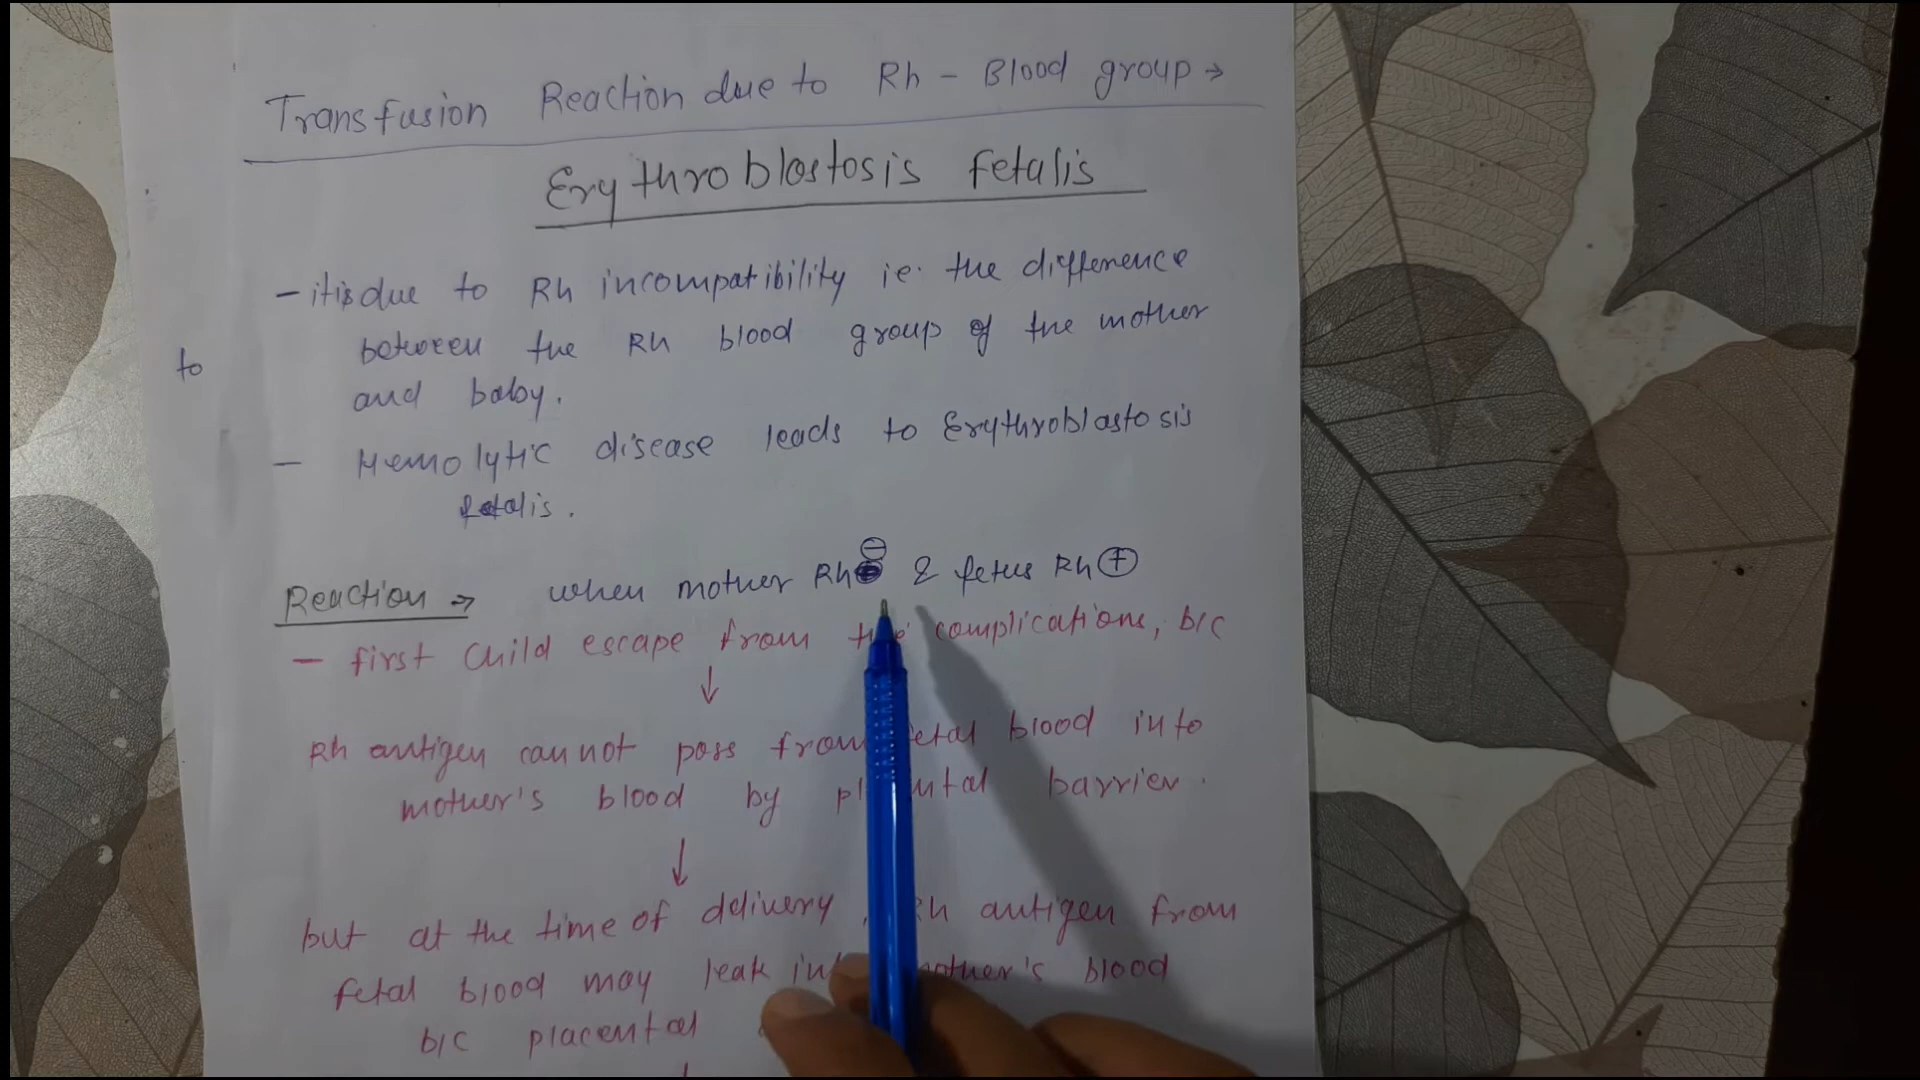 Transfusion Reaction due to Rh - Blood group →
Erythroblastosis fetalis
- it is due to Rh incompatibility ie. the difference
between the Rh blood group of the mother
to
and baby.
- Hemolytic disease leads to Erythroblastosis
fetalis.
Reaction → when mother Rh ⊖ & fetus Rh ⊕
- first child escape from complications, b/c
↓
Rh antigen cannot pass from fetal blood into
mother's blood by barrier.
↓
but at the time of delivery, Rh antigen from
fetal blood may leak into mother's blood
b/c placental